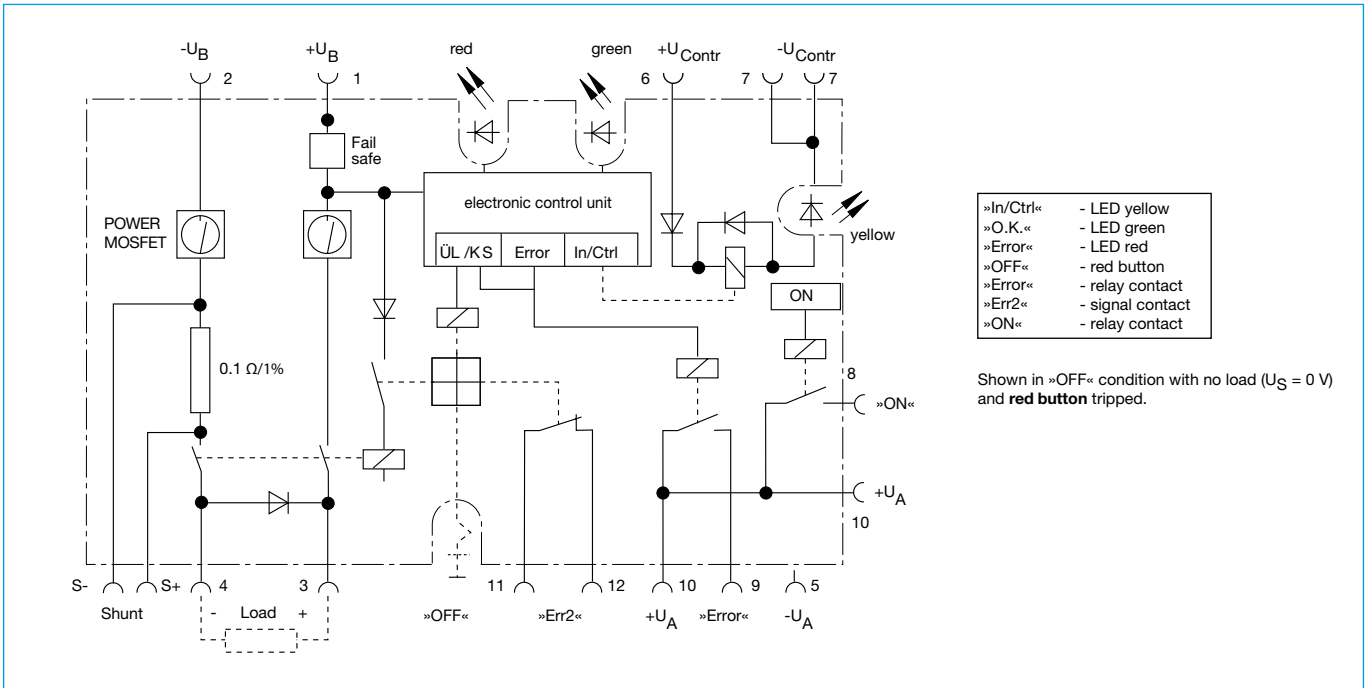 -UB
+UB
red
green
+UContr
-UContr
2
1
6
7
7
Fail
safe
electronic control unit
POWER
MOSFET
ÜL /KS
Error
In/Ctrl
yellow
ON
0.1 Ω/1%
8
»ON«
+UA
10
S-
S+
4
3
11
12
10
9
5
Shunt
-
Load
+
»OFF«
»Err2«
+UA
»Error«
-UA
»In/Ctrl« - LED yellow
»O.K.« - LED green
»Error« - LED red
»OFF« - red button
»Error« - relay contact
»Err2« - signal contact
»ON« - relay contact
Shown in »OFF« condition with no load (US = 0 V)
and red button tripped.